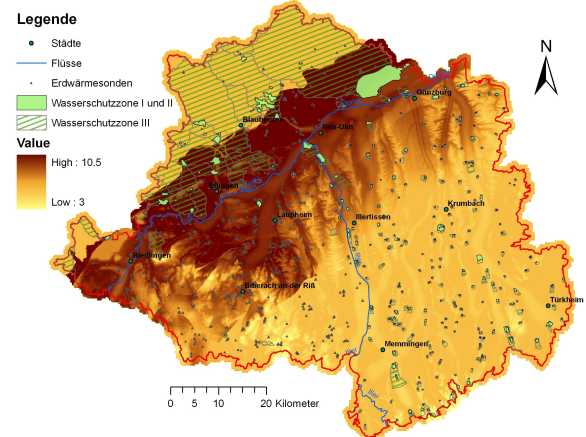 Legende
Städte
Flüsse
Erdwärmesonden
Wasserschutzzone I und II
Wasserschutzzone III
Value
High : 10.5
Low : 3
N
Günzburg
Neu-Ulm
Ehingen
Laupheim
Illertissen
Krumbach
Riedlingen
Biberach an der Riß
Türkheim
Memmingen
Iller
0 5 10 20 Kilometer